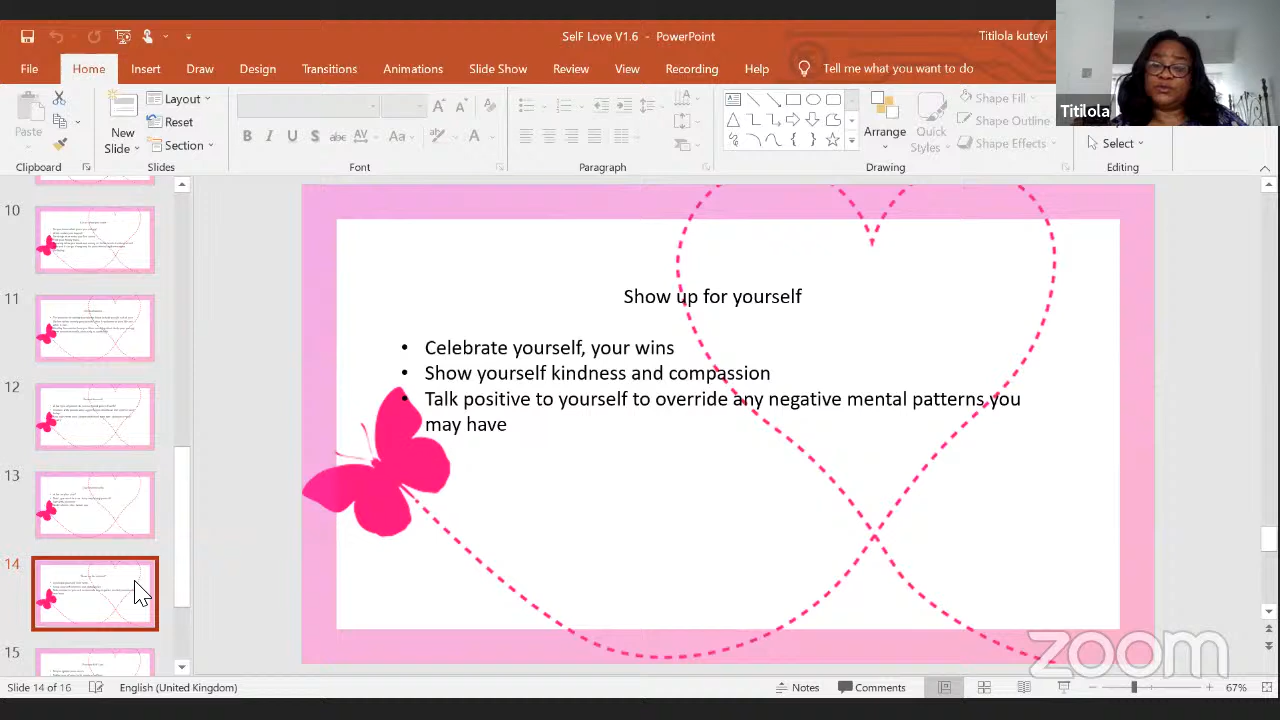 SelF Love V1.6 - PowerPoint
Titilola kuteyi
File Home Insert Draw Design Transitions Animations Slide Show Review View Recording Help Tell me what you want to do
Titilola
Paste
New
Slide
Layout
Reset
Section
B I U S abc AV Aa A
Arrange
Quick
Styles
Shape Fill
Shape Outline
Shape Effects
Select
Clipboard Slides Font Paragraph Drawing Editing
10
11
12
13
14
15
Show up for yourself
• Celebrate yourself, your wins
• Show yourself kindness and compassion
• Talk positive to yourself to override any negative mental patterns you
may have
zoom
Slide 14 of 16 English (United Kingdom) Notes Comments 67%